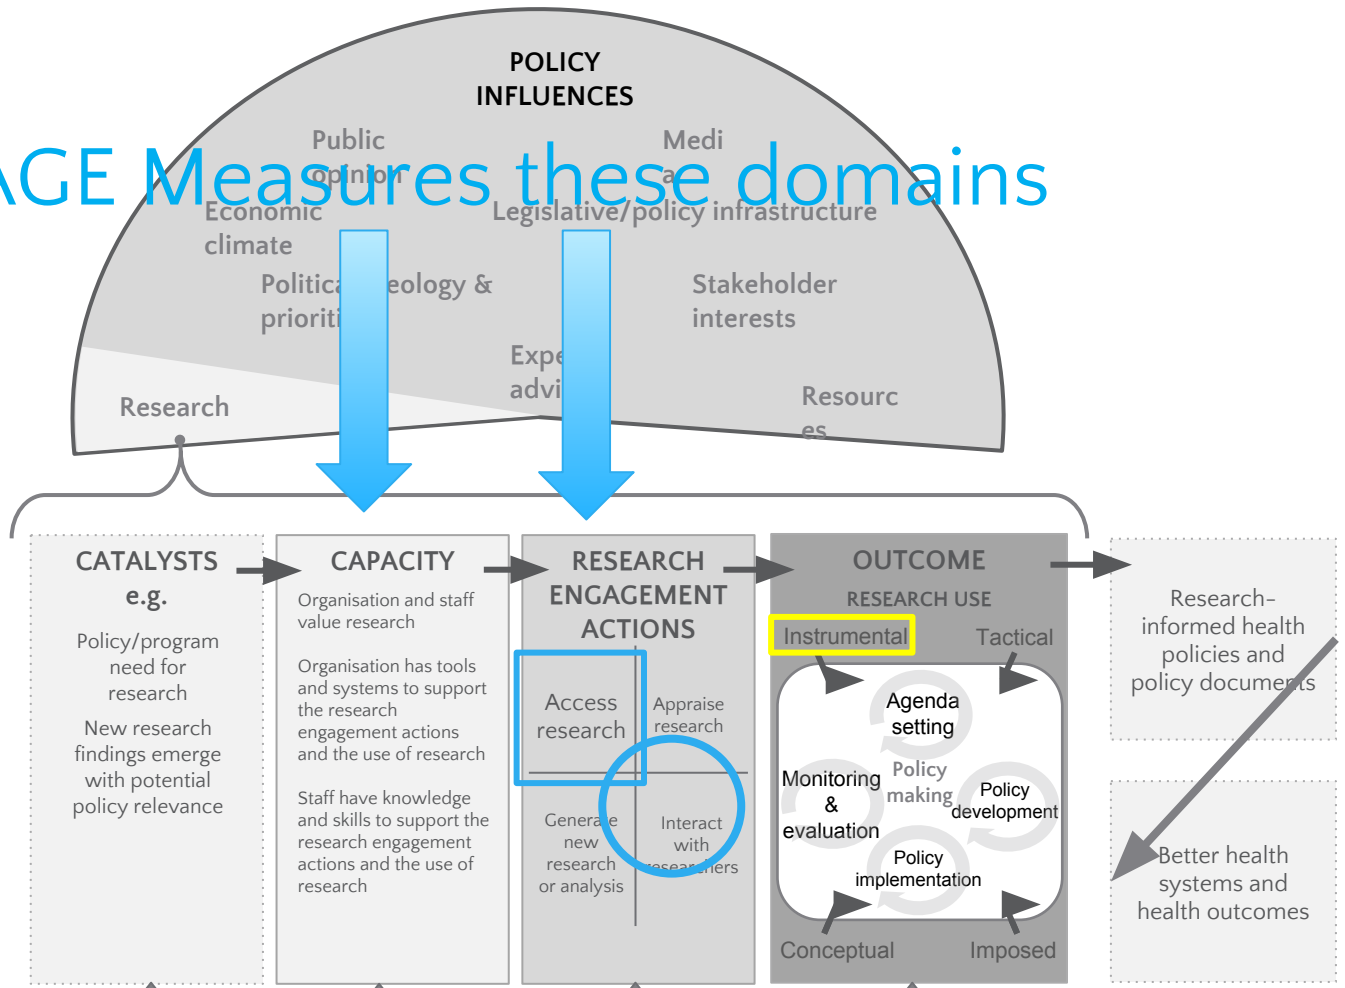 POLICY
INFLUENCES
Public
opinion
Medi
a
AGE Measures these domains
Economic
climate
Legislative/policy infrastructure
Politica eology &
prioriti
Stakeholder
interests
Expe
advi
Resourc
es
Research
CATALYSTS
e.g.
Policy/program
need for
research
New research
findings emerge
with potential
policy relevance
CAPACITY
Organisation and staff
value research
Organisation has tools
and systems to support
the research
engagement actions
and the use of research
Staff have knowledge
and skills to support the
research engagement
actions and the use of
research
RESEARCH
ENGAGEMENT
ACTIONS
Access
research
Appraise
research
Generate
new
research
or analysis
Interact
with
researchers
OUTCOME
RESEARCH USE
Instrumental
Tactical
Agenda
setting
Monitoring
&
evaluation
Policy
making
Policy
development
Policy
implementation
Conceptual
Imposed
Research-
informed health
policies and
policy documents
Better health
systems and
health outcomes